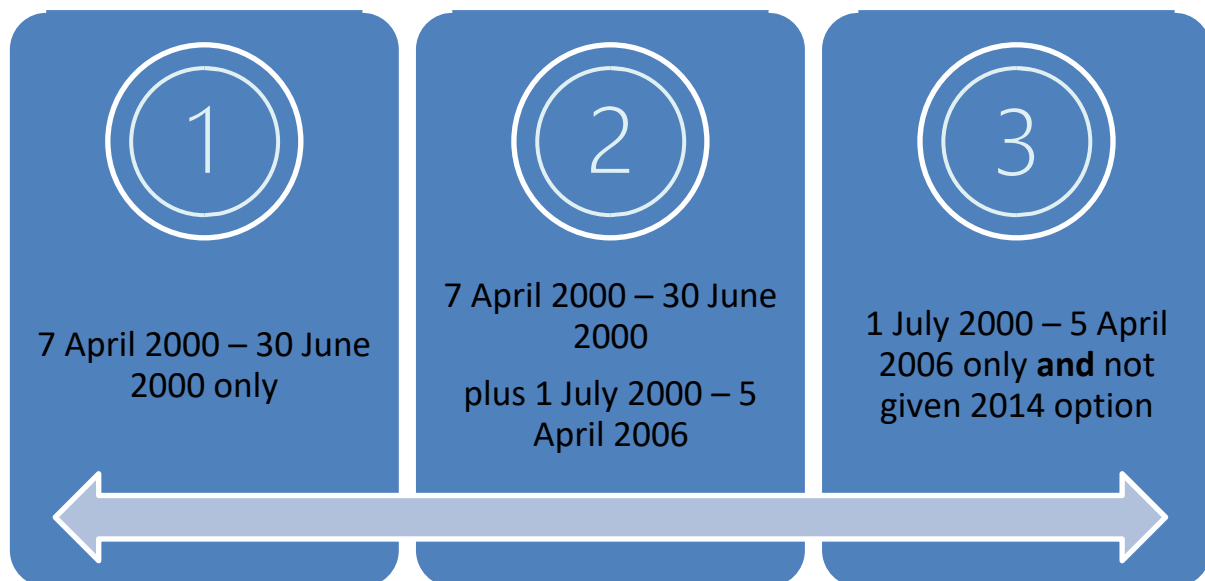 1
7 April 2000 – 30 June
2000 only
2
7 April 2000 – 30 June
2000
plus 1 July 2000 – 5
April 2006
3
1 July 2000 – 5 April
2006 only and not
given 2014 option